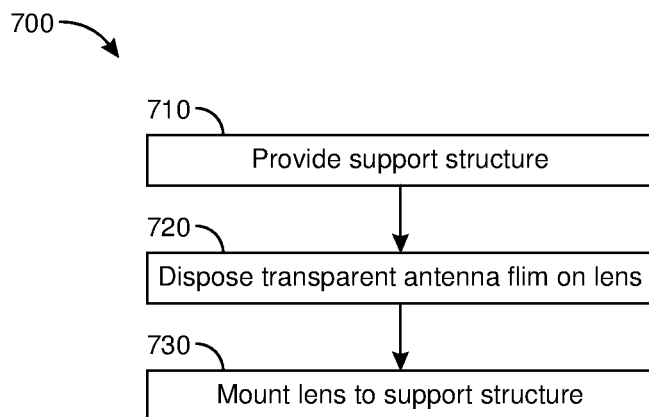 700
710
Provide support structure
720
Dispose transparent antenna flim on lens
730
Mount lens to support structure